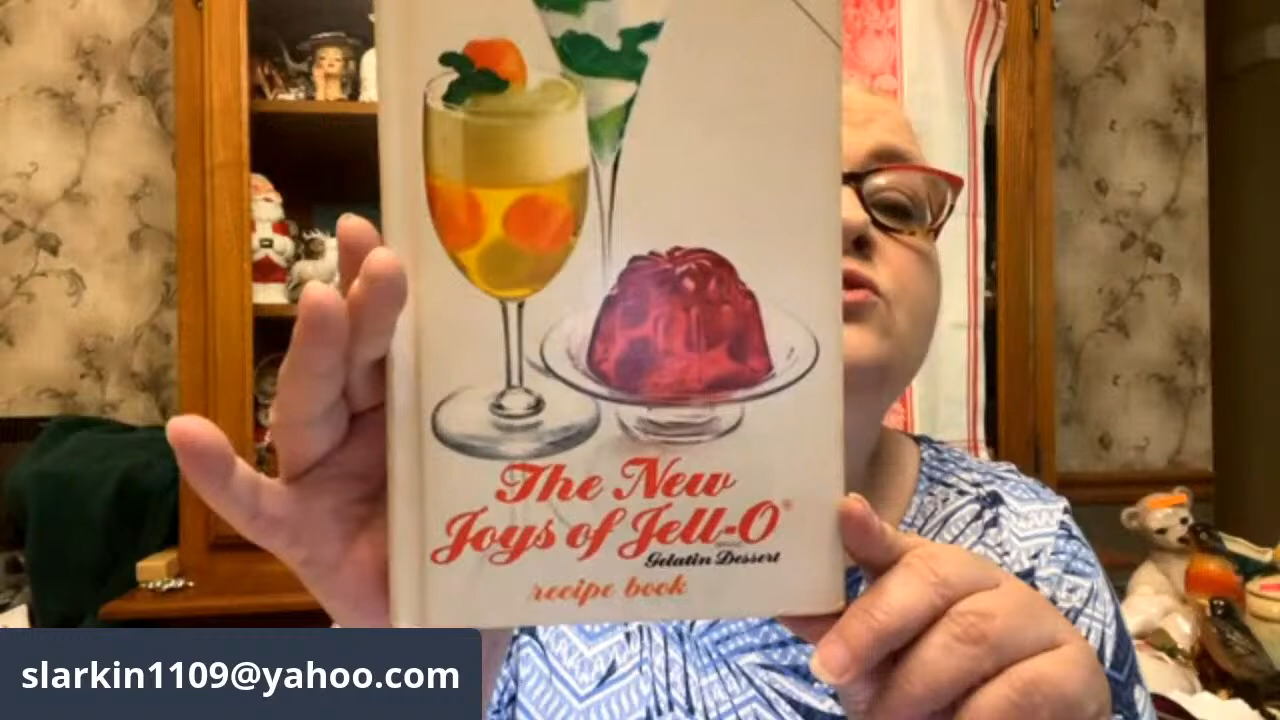 The New
Joys of Jell-O®
Gelatin Dessert
recipe book
slarkin1109@yahoo.com